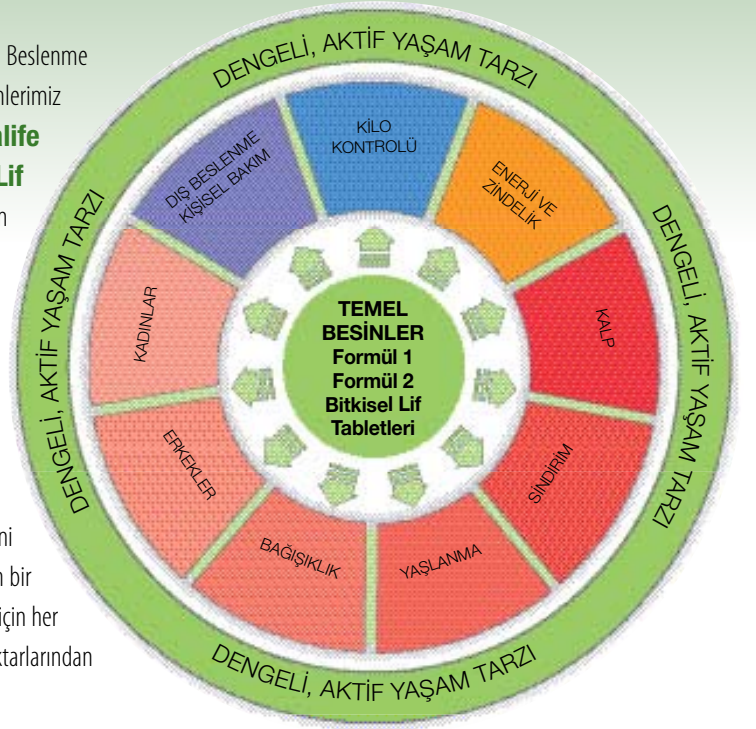 Beslenme
nlerimiz
alife
Lif
n
ni
n bir
için her
ktarlarından
DENGELİ, AKTİF YAŞAM TARZI
DENGELİ, AKTİF YAŞAM TARZI
DENGELİ, AKTİF YAŞAM TARZI
DENGELİ, AKTİF YAŞAM TARZI
KİLO
KONTROLÜ
ENERJİ VE
ZİNDELİK
KALP
SİNDİRİM
YAŞLANMA
BAĞIŞIKLIK
ERKEKLER
KADINLAR
DIŞ BESLENME
KİŞİSEL BAKIM
TEMEL
BESİNLER
Formül 1
Formül 2
Bitkisel Lif
Tabletleri